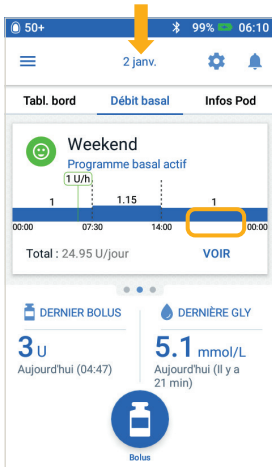 50+ 99% 06:10
2 janv.
Tabl. bord Débit basal Infos Pod
Weekend
Programme basal actif
1 U/h
1 1.15 1
00:00 07:30 14:00 00:00
Total : 24.95 U/jour VOIR
DERNIER BOLUS
3 U
Aujourd'hui (04:47)
DERNIÈRE GLY
5.1 mmol/L
Aujourd'hui (Il y a
21 min)
Bolus